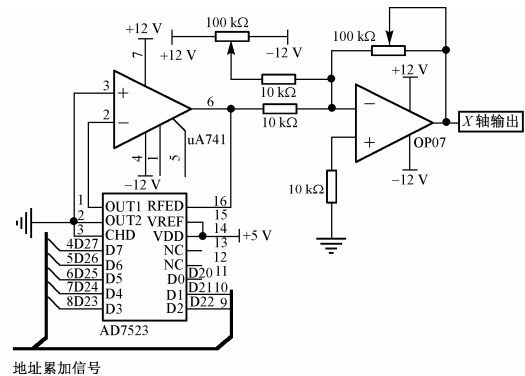 100 kΩ
100 kΩ
+12 V
+12 V
−12 V
7
3
+
2
−
6
10 kΩ
10 kΩ
+12 V
−
+
OP07
X轴输出
uA741
4
1
5
−12 V
−12 V
10 kΩ
1
OUT1
RFED
16
2
OUT2
VREF
15
3
CHD
VDD
14
+5 V
4D27
D7
NC
13
5D26
D6
NC
12
6D25
D5
D0
D20
11
7D24
D4
D1
D21
10
8D23
D3
D2
D22
9
AD7523
地址累加信号